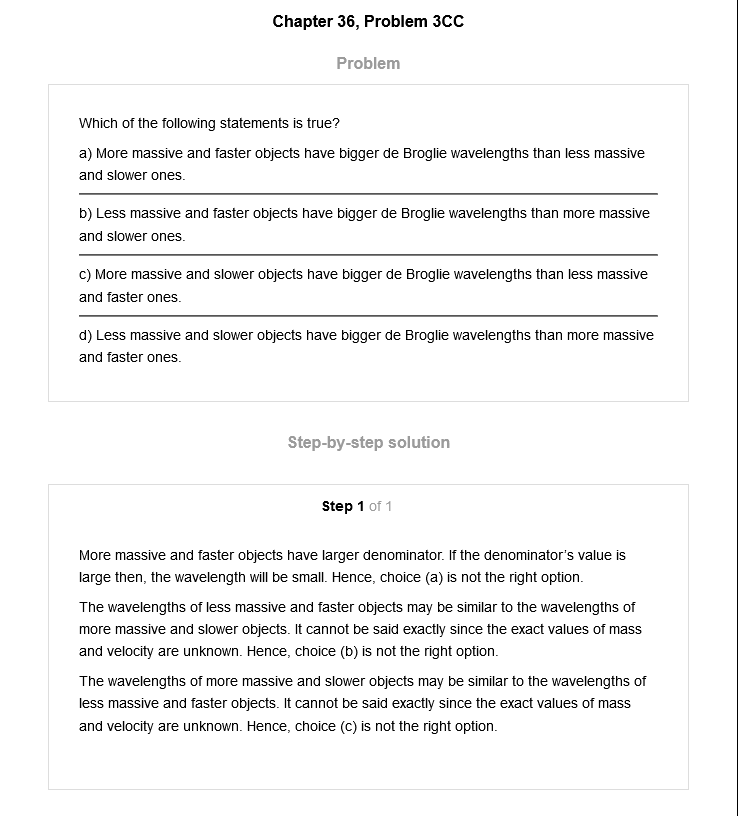 Chapter 36, Problem 3CC
Problem
Which of the following statements is true?
a) More massive and faster objects have bigger de Broglie wavelengths than less massive
and slower ones.
b) Less massive and faster objects have bigger de Broglie wavelengths than more massive
and slower ones.
c) More massive and slower objects have bigger de Broglie wavelengths than less massive
and faster ones.
d) Less massive and slower objects have bigger de Broglie wavelengths than more massive
and faster ones.
Step-by-step solution
Step 1 of 1
More massive and faster objects have larger denominator. If the denominator’s value is
large then, the wavelength will be small. Hence, choice (a) is not the right option.
The wavelengths of less massive and faster objects may be similar to the wavelengths of
more massive and slower objects. It cannot be said exactly since the exact values of mass
and velocity are unknown. Hence, choice (b) is not the right option.
The wavelengths of more massive and slower objects may be similar to the wavelengths of
less massive and faster objects. It cannot be said exactly since the exact values of mass
and velocity are unknown. Hence, choice (c) is not the right option.